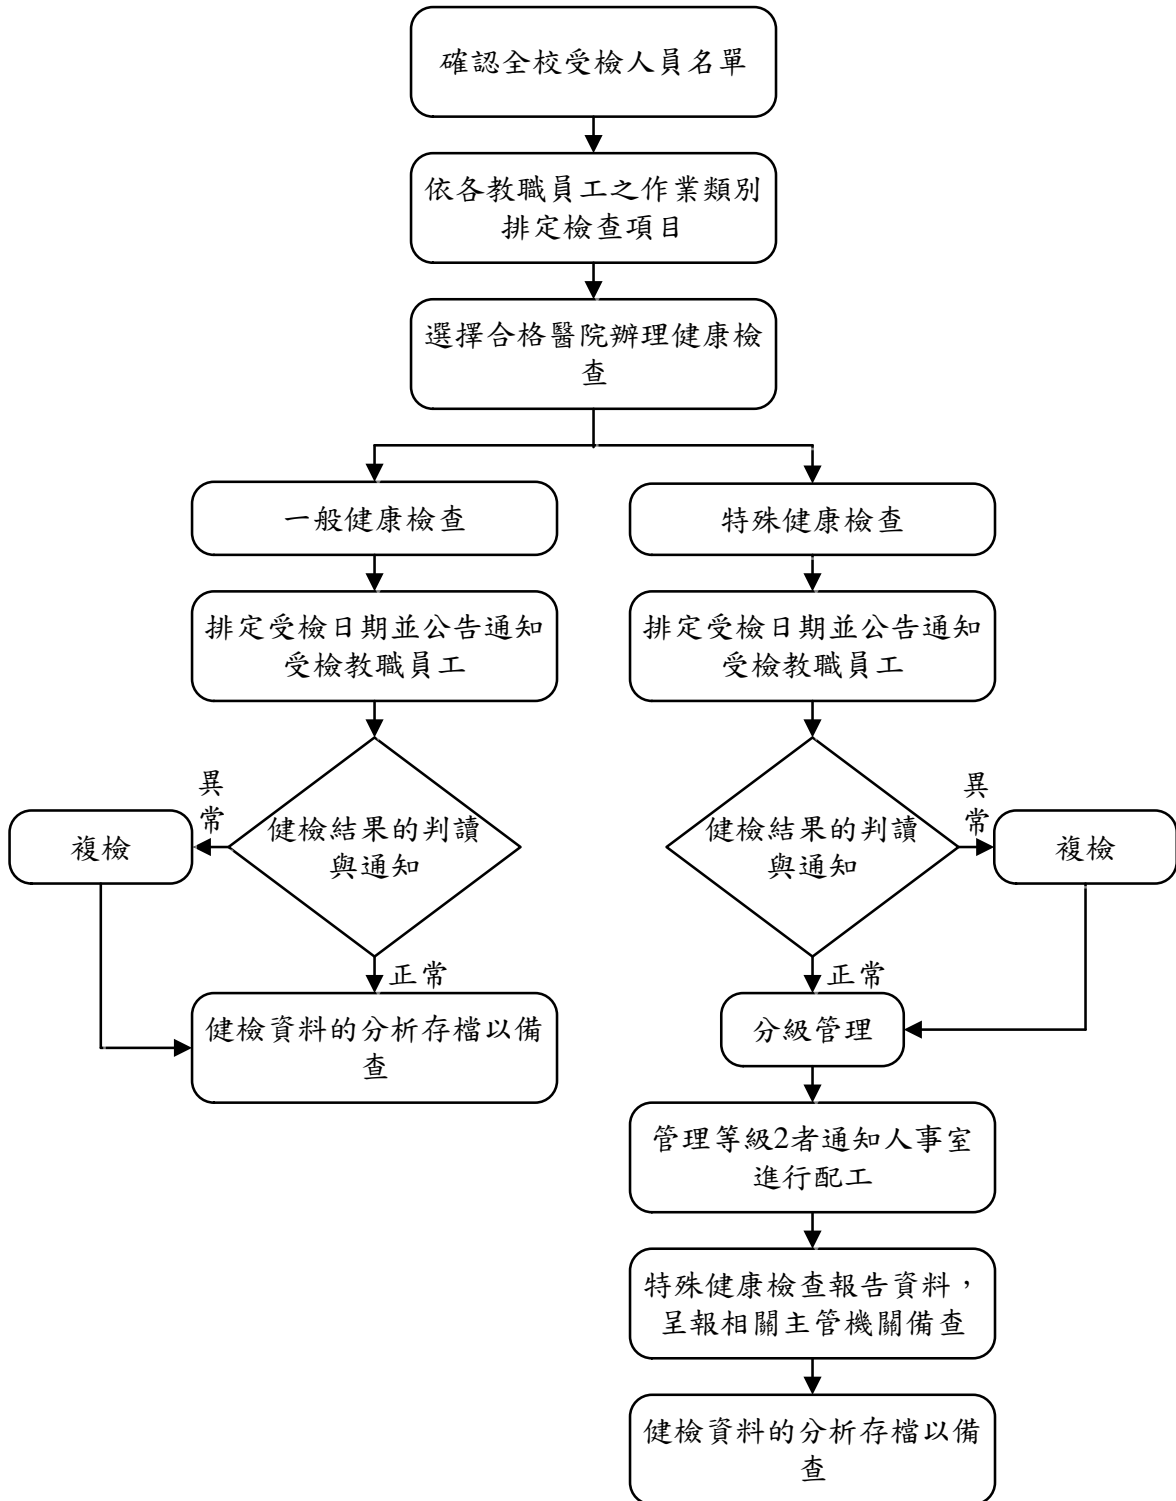 確認全校受檢人員名單
依各教職員工之作業類別
排定檢查項目
選擇合格醫院辦理健康檢
查
一般健康檢查
特殊健康檢查
排定受檢日期並公告通知
受檢教職員工
排定受檢日期並公告通知
受檢教職員工
異
常
複檢
健檢結果的判讀
與通知
健檢結果的判讀
與通知
異
常
複檢
正常
健檢資料的分析存檔以備
查
正常
分級管理
管理等級2者通知人事室
進行配工
特殊健康檢查報告資料，
呈報相關主管機關備查
健檢資料的分析存檔以備
查